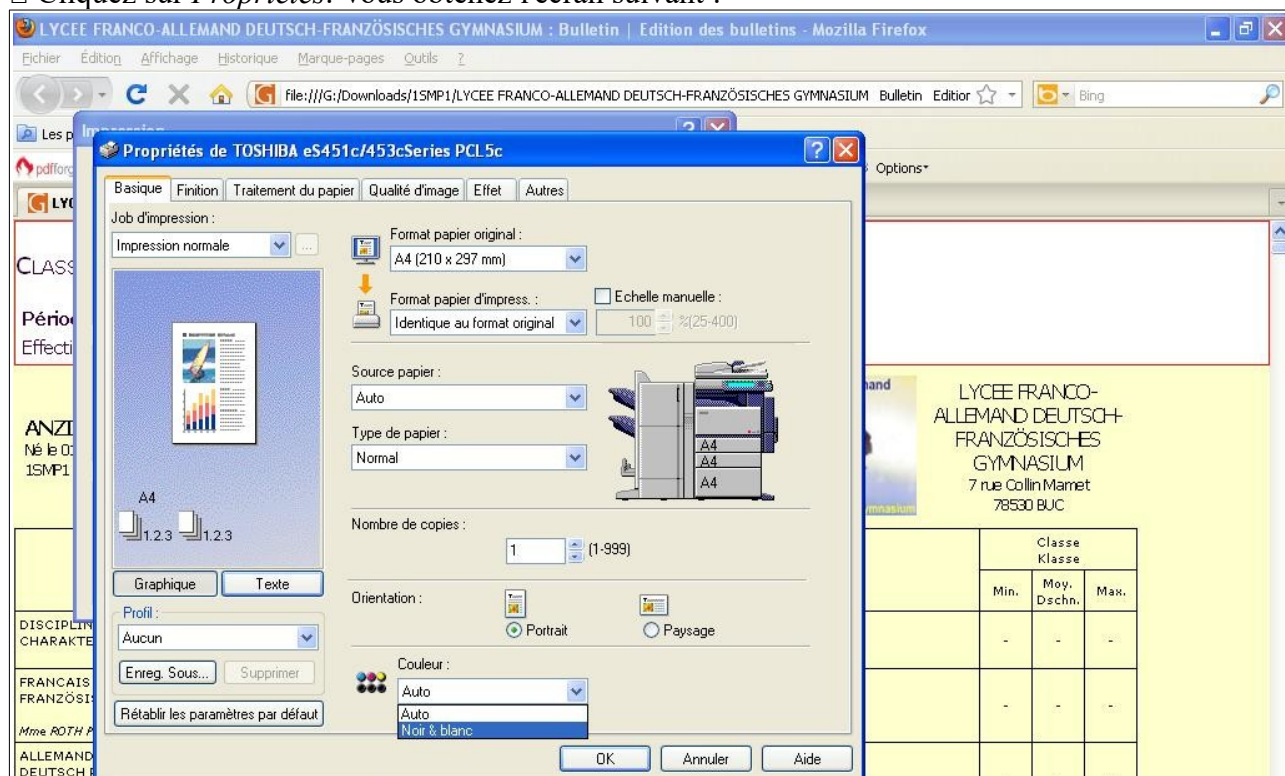 Cliquez sur Propriétés. Vous obtenez l'écran suivant :
LYCEE FRANCO-ALLEMAND DEUTSCH-FRANZÖSISCHES GYMNASIUM : Bulletin | Edition des bulletins - Mozilla Firefox
Fichier Édition Affichage Historique Marque-pages Outils ?
file:///G:/Downloads/1SMP1/LYCEE FRANCO-ALLEMAND DEUTSCH-FRANZÖSISCHES GYMNASIUM Bulletin Edition
Bing
Les p
Impression
Propriétés de TOSHIBA eS451c/453cSeries PCL5c
pdfforg
Options
LYC
Basique Finition Traitement du papier Qualité d'image Effet Autres
Job d'impression :
Impression normale
...
Format papier original :
A4 (210 x 297 mm)
Format papier d'impress. :
Identique au format original
Echelle manuelle :
100 %(25-400)
CLASS
Périod
Effecti
Source papier :
Auto
Type de papier :
Normal
A4
A4
A4
A4
1.2.3 1.2.3
Nombre de copies :
1 (1-999)
Graphique Texte
Orientation :
Portrait Paysage
Profil :
Aucun
Enreg. Sous... Supprimer
Rétablir les paramètres par défaut
Couleur :
Auto
Auto
Noir & blanc
OK Annuler Aide
ANZI
Né le 0
1SMP1
and
mnasium
LYCEE FRANCO-
ALLEMAND DEUTSCH-
FRANZÖSISCHES
GYMNASIUM
7 rue Collin Mamet
78530 BUC
Classe
Klasse
Min. Moy. Dschn. Max.
DISCIPLIN
CHARAKTE
- - -
FRANCAIS
FRANZÖSI
Mme ROTH P
- - -
ALLEMAND
DEUTSCH